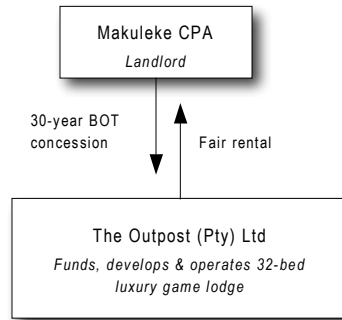 Makuleke CPA
Landlord
30-year BOT
concession
Fair rental
The Outpost (Pty) Ltd
Funds, develops & operates 32-bed
luxury game lodge